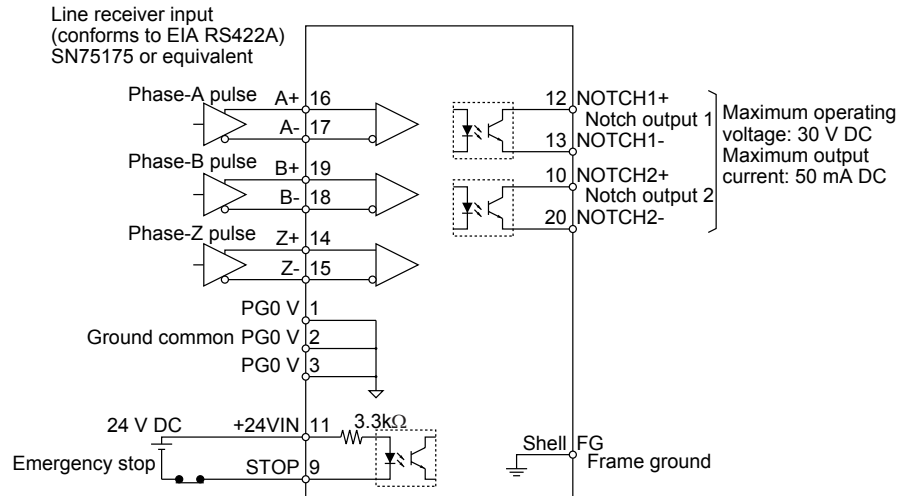 Line receiver input
(conforms to EIA RS422A)
SN75175 or equivalent
Phase-A pulse
A+ 16
A- 17
Phase-B pulse
B+ 19
B- 18
Phase-Z pulse
Z+ 14
Z- 15
PG0 V 1
Ground common PG0 V 2
PG0 V 3
24 V DC
+24VIN 11
3.3kΩ
Emergency stop
STOP 9
12 NOTCH1+
Notch output 1
13 NOTCH1-
10 NOTCH2+
Notch output 2
20 NOTCH2-
Maximum operating
voltage: 30 V DC
Maximum output
current: 50 mA DC
Shell FG
Frame ground